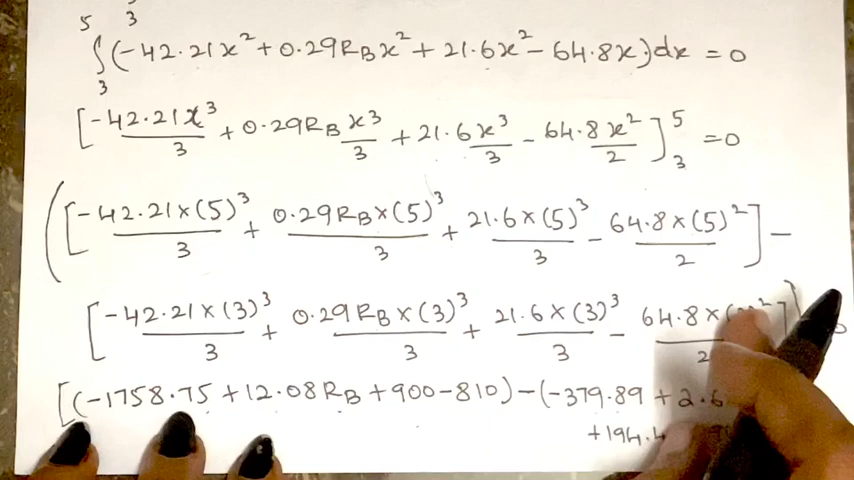 5 3
∫ (-42.21x² + 0.29R_B x² + 21.6x² - 64.8x) dx = 0
3
[-42.21x³/3 + 0.29R_B x³/3 + 21.6x³/3 - 64.8x²/2]₃⁵ = 0
([-42.21×(5)³/3 + 0.29R_B×(5)³/3 + 21.6×(5)³/3 - 64.8×(5)²/2] -
[-42.21×(3)³/3 + 0.29R_B×(3)³/3 + 21.6×(3)³/3 - 64.8×( ²/2])
[(-1758.75 + 12.08R_B + 900 - 810) - (-379.89 + 2.6
+194.4